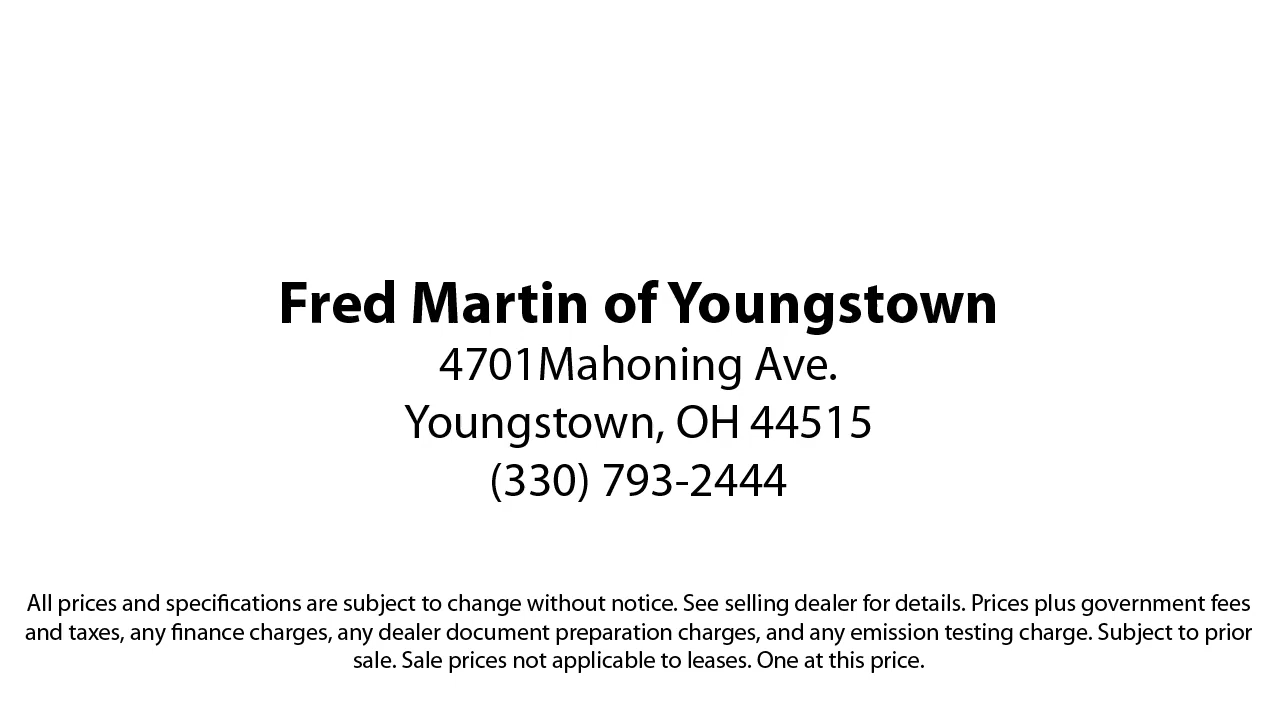 Fred Martin of Youngstown
4701Mahoning Ave.
Youngstown, OH 44515
(330) 793-2444
All prices and specifications are subject to change without notice. See selling dealer for details. Prices plus government fees
and taxes, any finance charges, any dealer document preparation charges, and any emission testing charge. Subject to prior
sale. Sale prices not applicable to leases. One at this price.